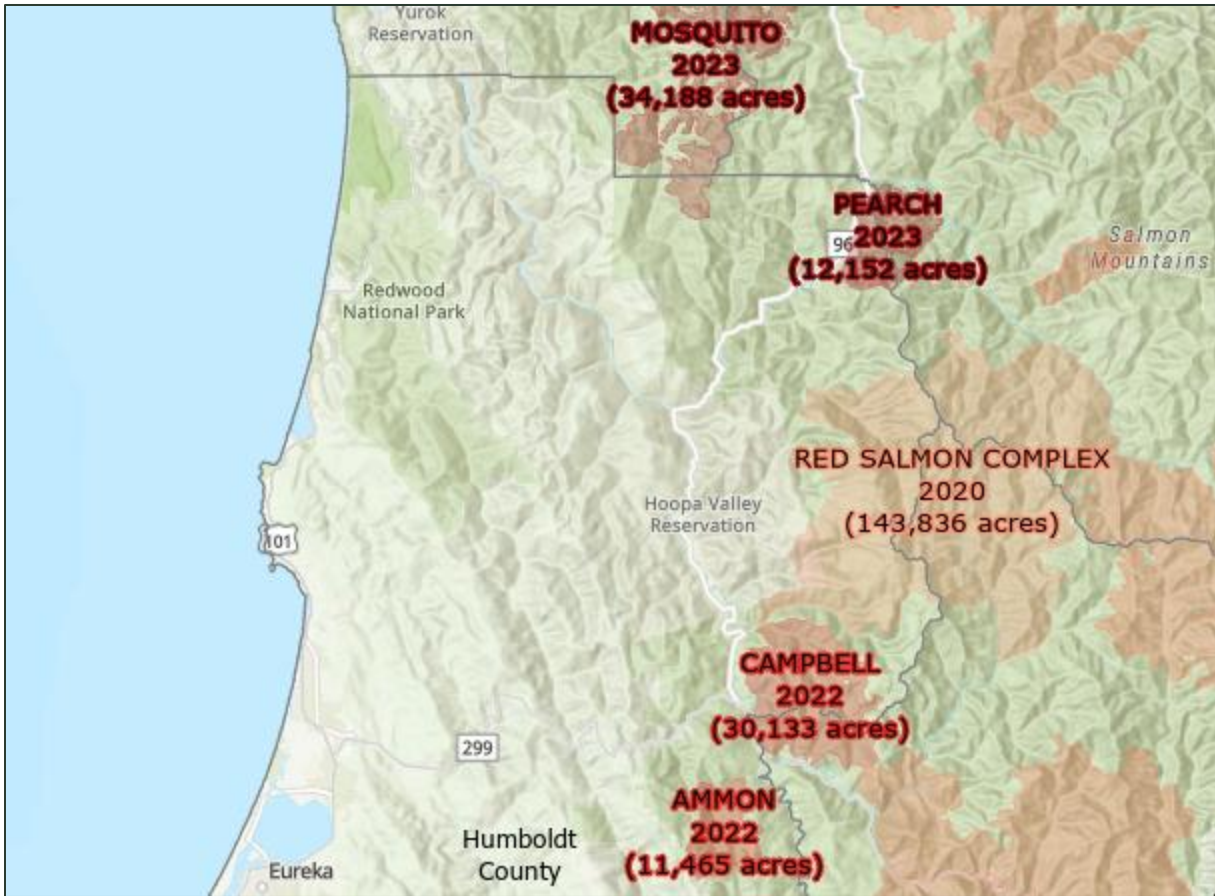 Yurok
Reservation
MOSQUITO
2023
(34,188 acres)
PEARCH
2023
(12,152 acres)
96
Salmon
Mountains
Redwood
National Park
RED SALMON COMPLEX
2020
(143,836 acres)
Hoopa Valley
Reservation
101
CAMPBELL
2022
(30,133 acres)
299
AMMON
2022
(11,465 acres)
Humboldt
County
Eureka